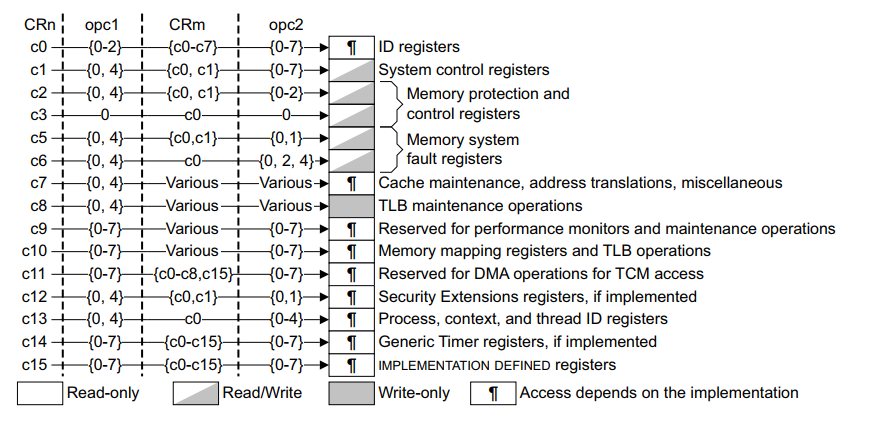 CRn opc1 CRm opc2
c0 {0-2} {c0-c7} {0-7} ¶ ID registers
c1 {0, 4} {c0, c1} {0-7} System control registers
c2 {0, 4} {c0, c1} {0-2} Memory protection and
c3 0 c0 0 control registers
c5 {0, 4} {c0,c1} {0,1} Memory system
c6 {0, 4} c0 {0, 2, 4} fault registers
c7 {0, 4} Various Various ¶ Cache maintenance, address translations, miscellaneous
c8 {0, 4} Various Various TLB maintenance operations
c9 {0-7} Various {0-7} ¶ Reserved for performance monitors and maintenance operations
c10 {0-7} Various {0-7} ¶ Memory mapping registers and TLB operations
c11 {0-7} {c0-c8,c15} {0-7} ¶ Reserved for DMA operations for TCM access
c12 {0, 4} {c0,c1} {0,1} ¶ Security Extensions registers, if implemented
c13 {0, 4} c0 {0-4} ¶ Process, context, and thread ID registers
c14 {0-7} {c0-c15} {0-7} ¶ Generic Timer registers, if implemented
c15 {0-7} {c0-c15} {0-7} ¶ IMPLEMENTATION DEFINED registers
Read-only Read/Write Write-only ¶ Access depends on the implementation